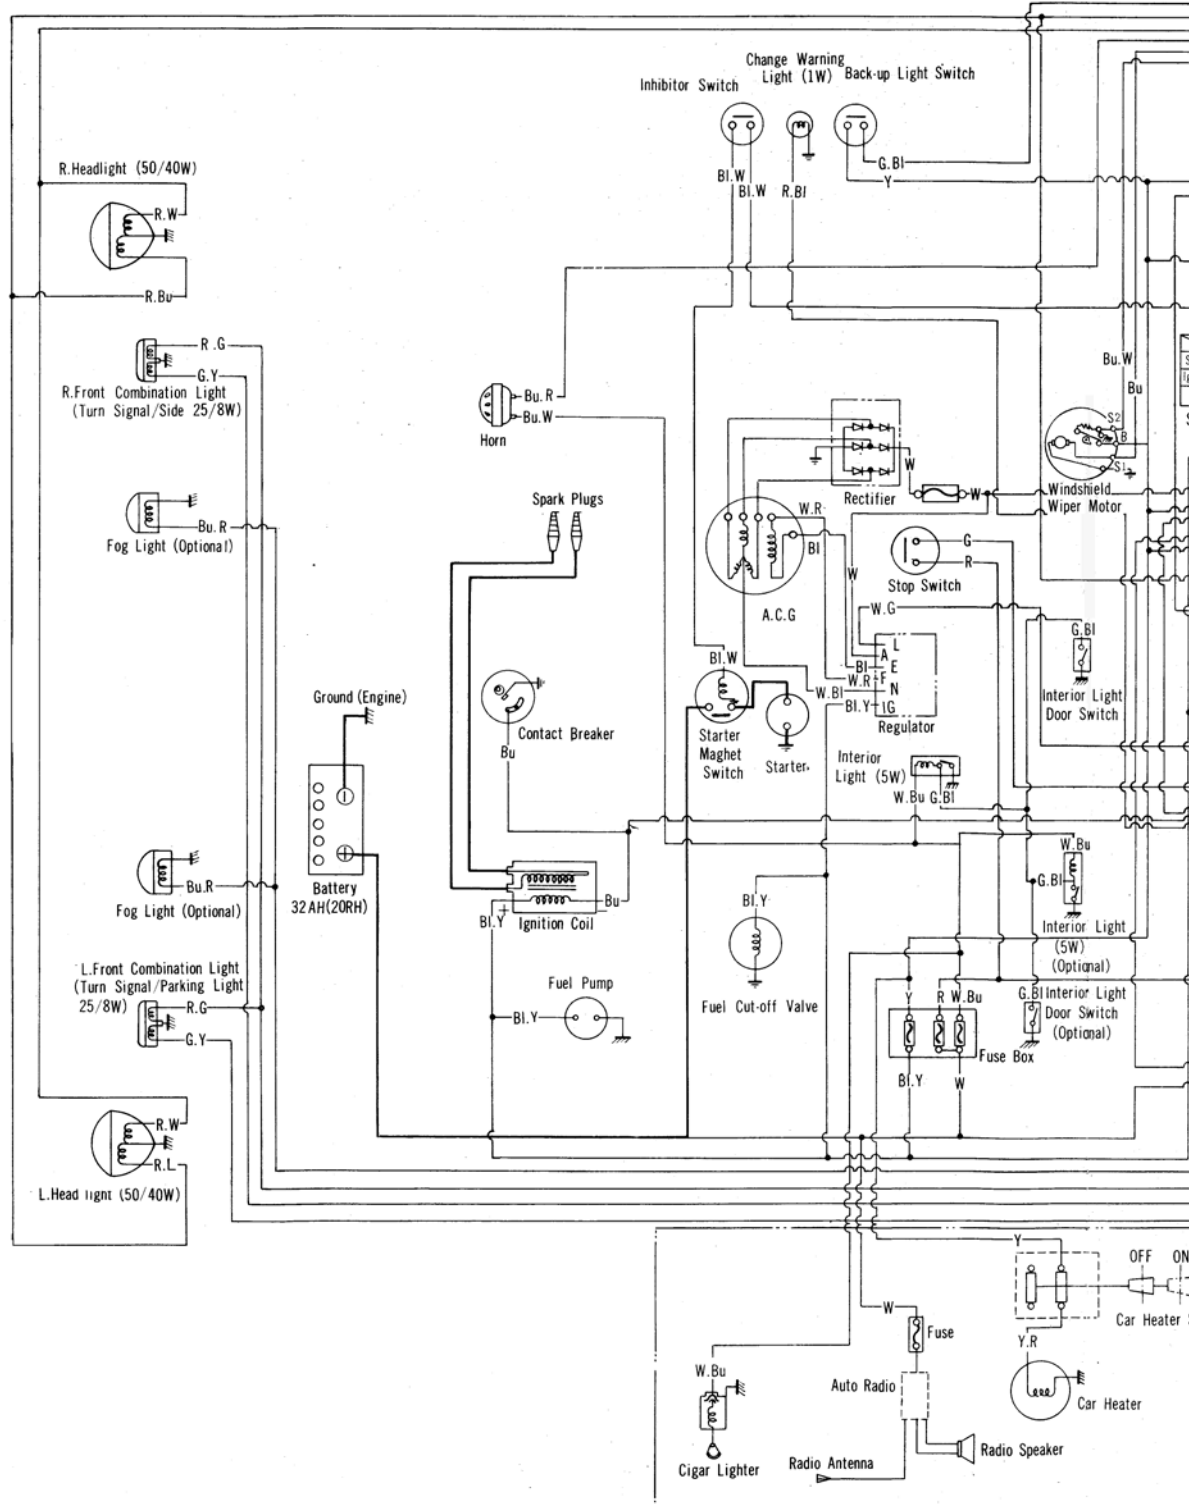 Change Warning
Light (1W)
Back-up Light Switch
Inhibitor Switch
R.Headlight (50/40W)
G.Bl
Y
Bl.W
Bl.W
R.Bl
R.W
R.Bu
R.G
G.Y
R.Front Combination Light
(Turn Signal/Side 25/8W)
Bu.W
Bu
Bu.R
Bu.W
Horn
S2
B
S1
Windshield
Wiper Motor
W
W
Rectifier
Spark Plugs
W.R
Bl
Bu.R
Fog Light (Optional)
G
R
Stop Switch
W
A.C.G
W.G
L
A
E
F
N
IG
Bl
W.R
W.Bl
Bl.Y
Regulator
G.Bl
Interior Light
Door Switch
Bl.W
Ground (Engine)
Contact Breaker
Bu
Starter
Maghet
Switch
Starter.
Interior
Light (5W)
W.Bu
G.Bl
W.Bu
G.Bl
Interior Light
(5W)
(Optional)
Battery
32AH(20RH)
Bu.R
Fog Light (Optional)
Bl.Y
+
Bu
−
Ignition Coil
Bl.Y
Fuel Cut-off Valve
L.Front Combination Light
(Turn Signal/Parking Light
25/8W)
R.G
G.Y
Fuel Pump
Bl.Y
Y
R
W.Bu
Fuse Box
Bl.Y
W
G.Bl
Interior Light
Door Switch
(Optional)
R.W
R.L
L.Head light (50/40W)
Y
OFF
ON
Car Heater
W
Fuse
Y.R
W.Bu
Auto Radio
Car Heater
Cigar Lighter
Radio Antenna
Radio Speaker